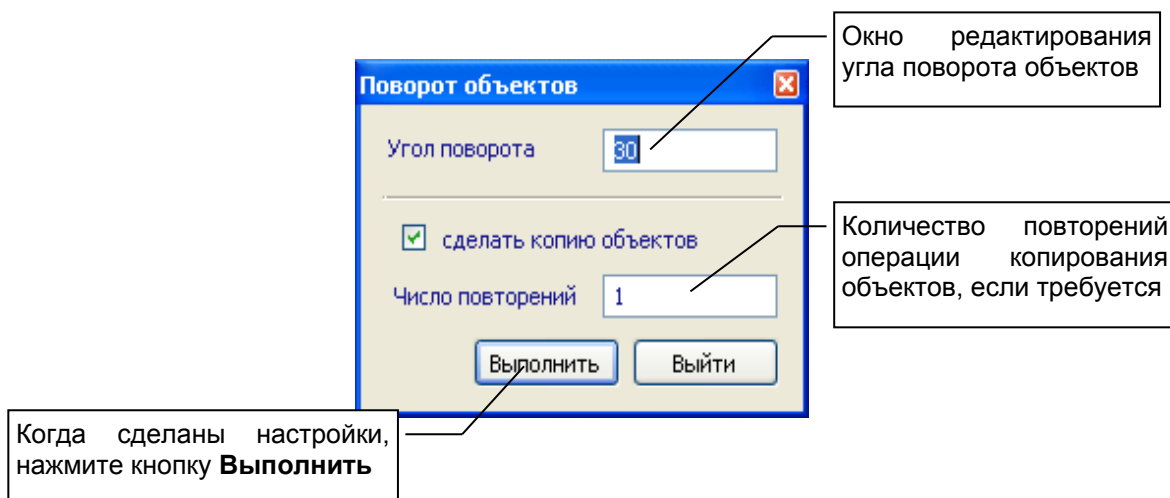 Окно редактирования
угла поворота объектов
Поворот объектов
Угол поворота 30
сделать копию объектов
Количество повторений
операции копирования
объектов, если требуется
Число повторений 1
Выполнить Выйти
Когда сделаны настройки,
нажмите кнопку Выполнить